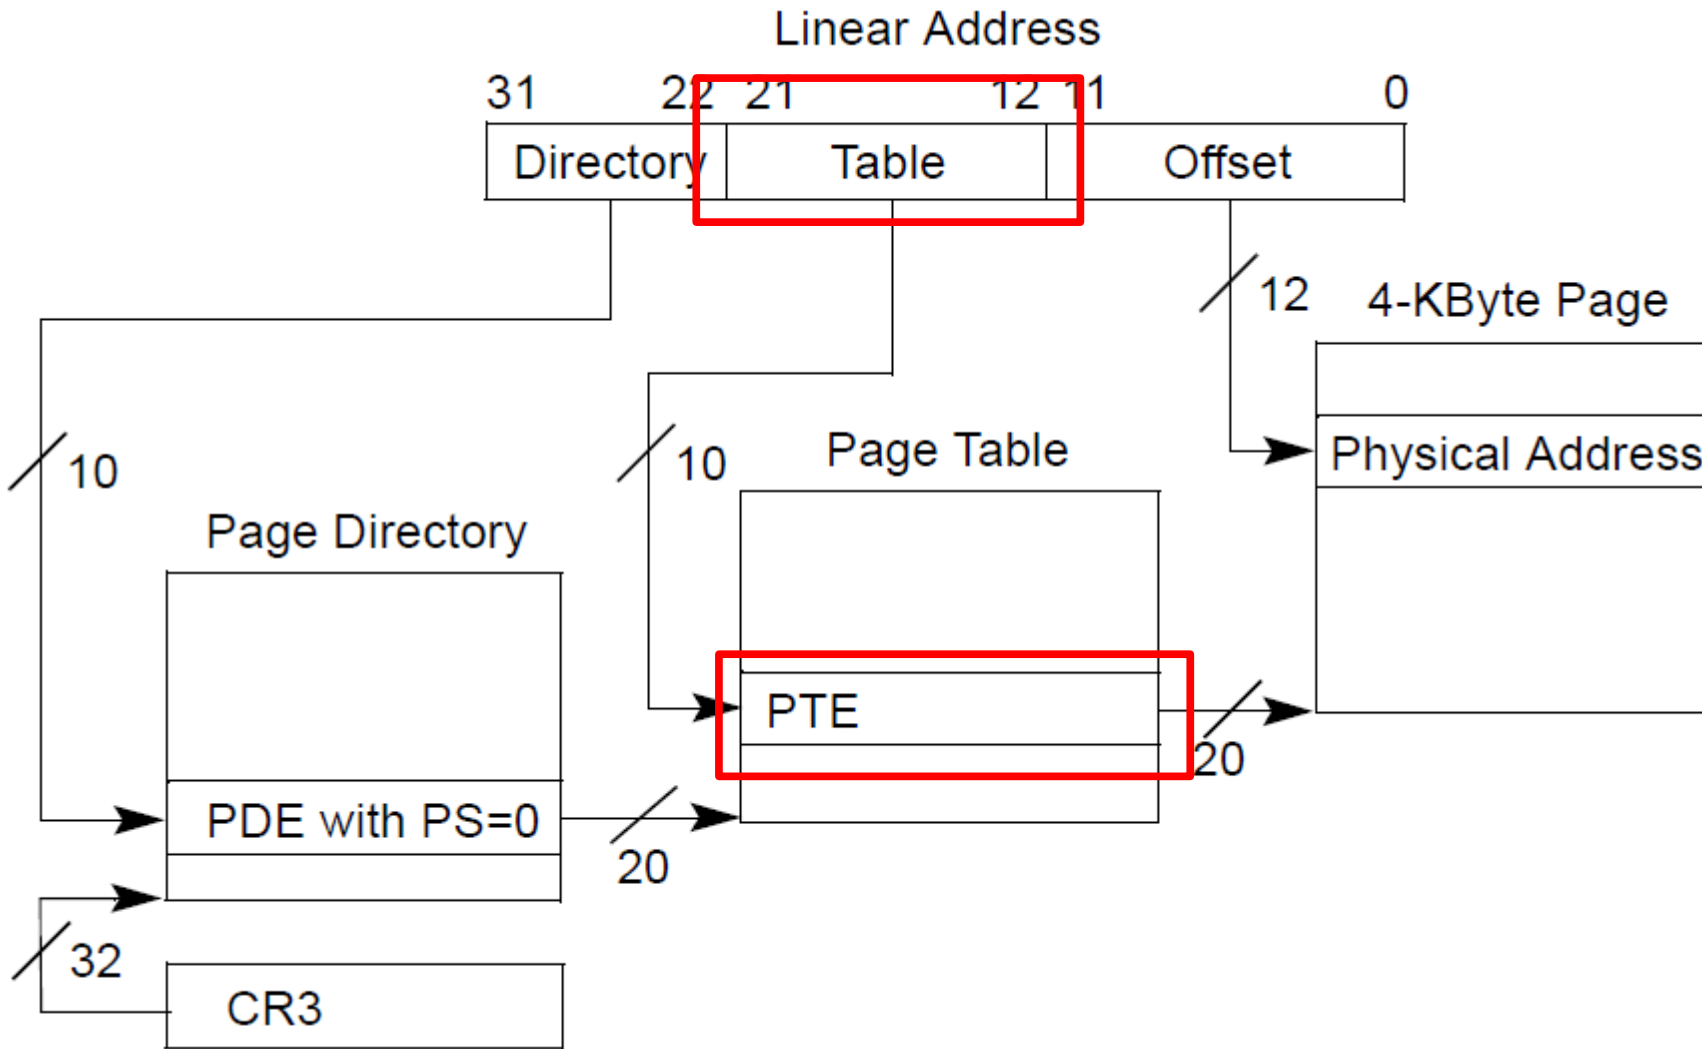 Linear Address
31 22 21 12 11 0
Directory Table Offset
12
4-KByte Page
10
10
Page Table
Physical Address
Page Directory
PTE
20
PDE with PS=0
20
32
CR3